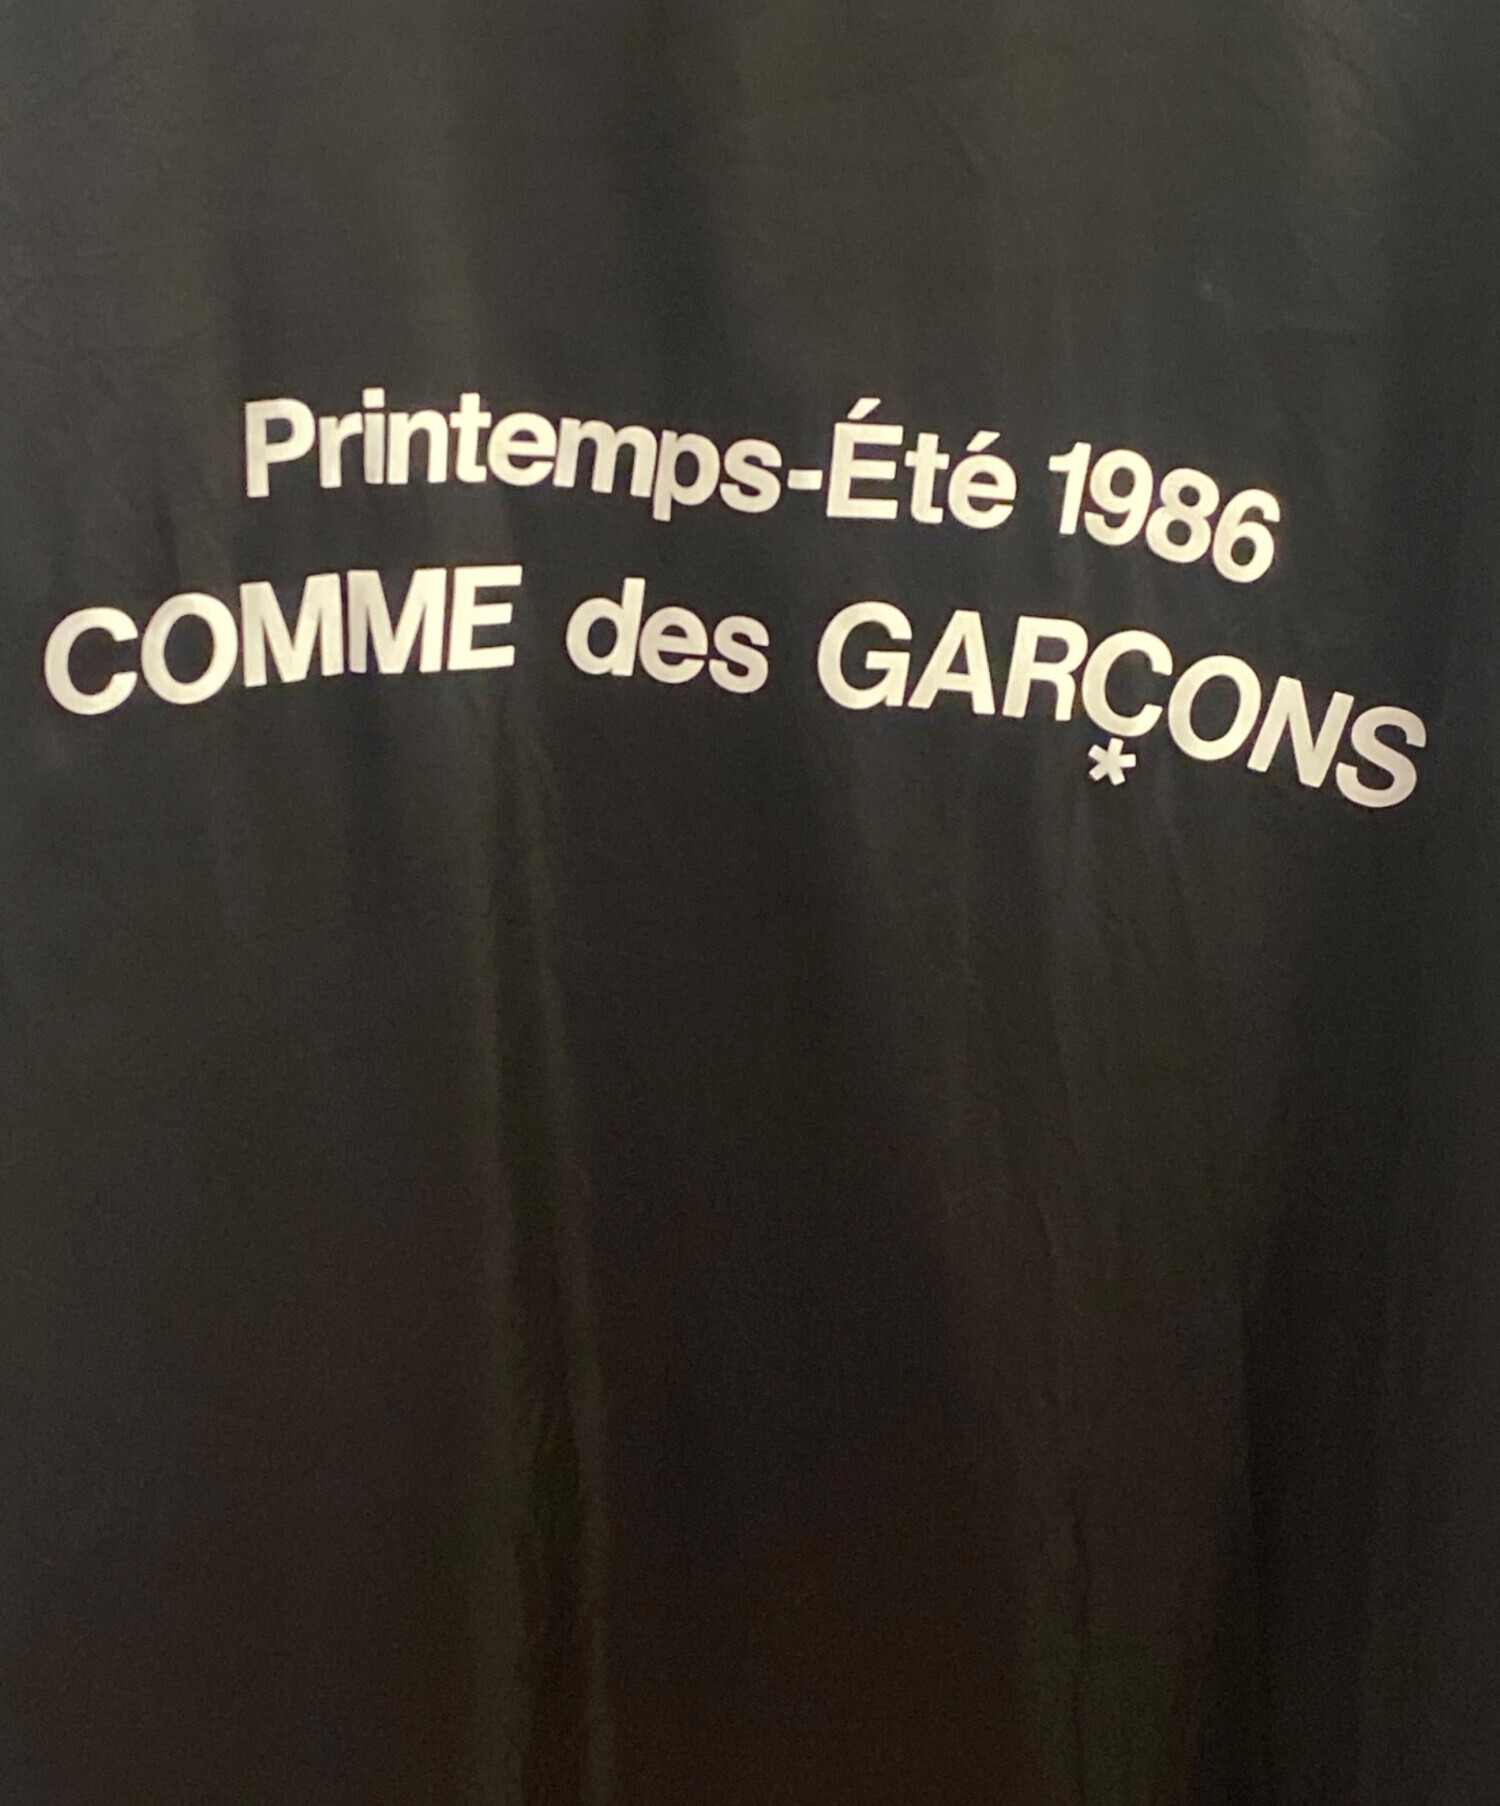 Printemps-Été 1986
COMME des GARÇONS
*